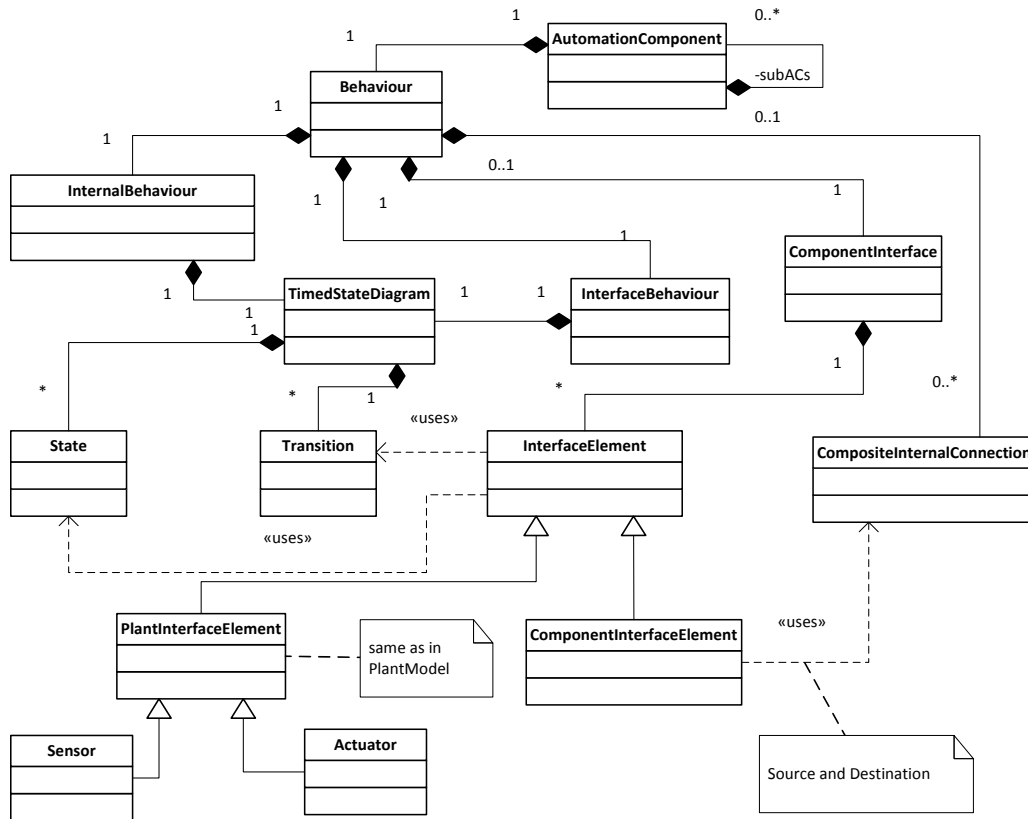 1
0..*
AutomationComponent
1
-subACs
Behaviour
1
0..1
1
0..1
InternalBehaviour
1
1
1
1
ComponentInterface
1
TimedStateDiagram
1
1
InterfaceBehaviour
1
1
1
*
*
1
*
0..*
«uses»
State
Transition
InterfaceElement
CompositeInternalConnection
«uses»
PlantInterfaceElement
same as in
PlantModel
ComponentInterfaceElement
«uses»
Sensor
Actuator
Source and Destination